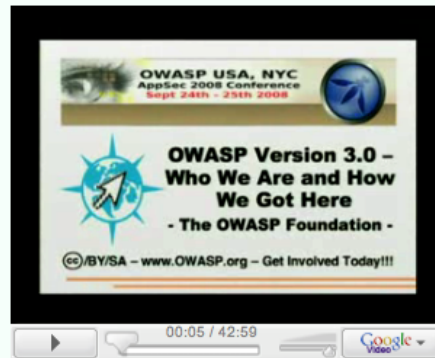 OWASP USA, NYC
AppSec 2008 Conference
Sept 24th - 25th 2008
OWASP Version 3.0 –
Who We Are and How
We Got Here
- The OWASP Foundation -
(cc)/BY/SA – www.OWASP.org – Get Involved Today!!!
00:05 / 42:59
Google
Video